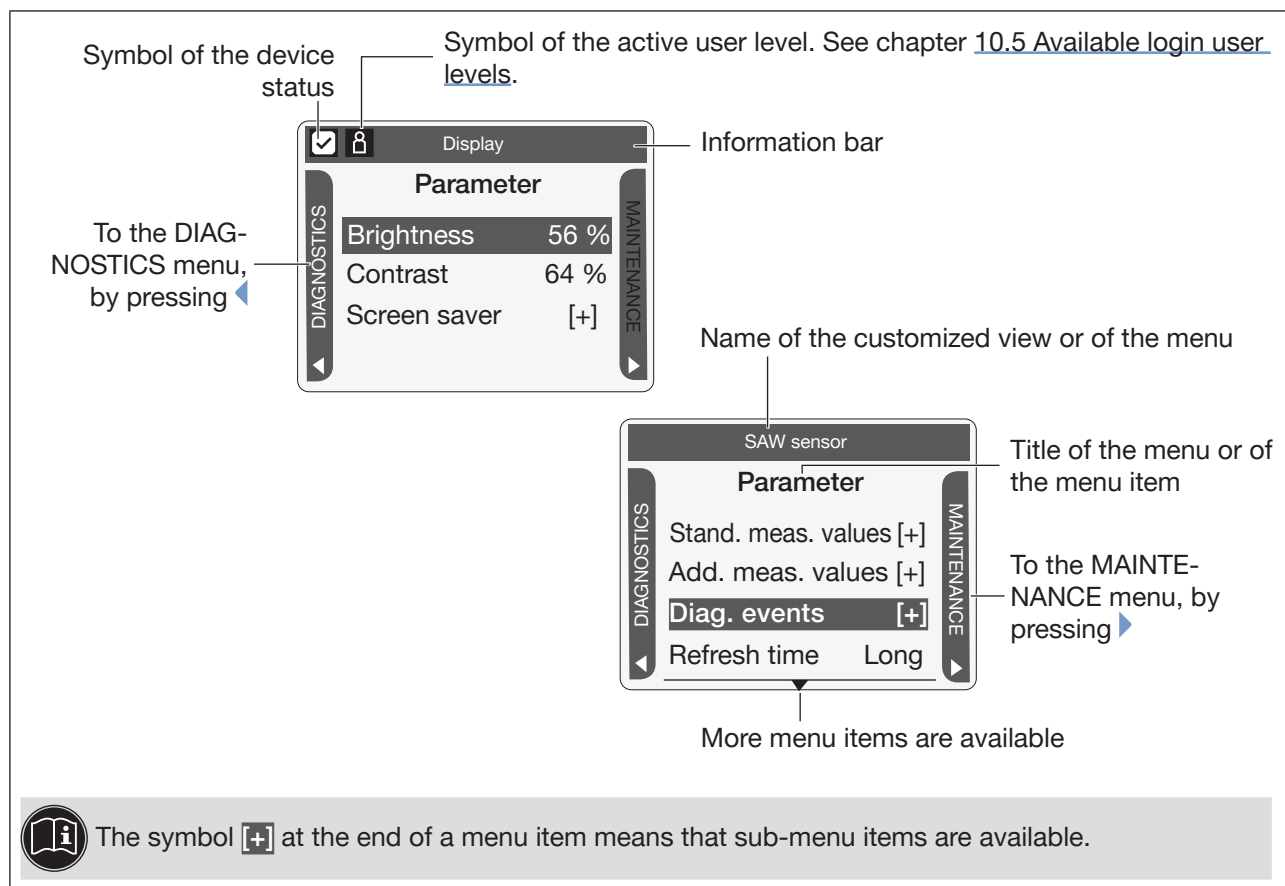 Symbol of the device
status
Symbol of the active user level. See chapter 10.5 Available login user
levels.
Display
Information bar
Parameter
DIAGNOSTICS
MAINTENANCE
Brightness 56 %
Contrast 64 %
Screen saver [+]
To the DIAG-
NOSTICS menu,
by pressing
Name of the customized view or of the menu
SAW sensor
Parameter
Title of the menu or of
the menu item
DIAGNOSTICS
MAINTENANCE
Stand. meas. values [+]
Add. meas. values [+]
Diag. events [+]
Refresh time Long
To the MAINTE-
NANCE menu, by
pressing
More menu items are available
The symbol [+] at the end of a menu item means that sub-menu items are available.